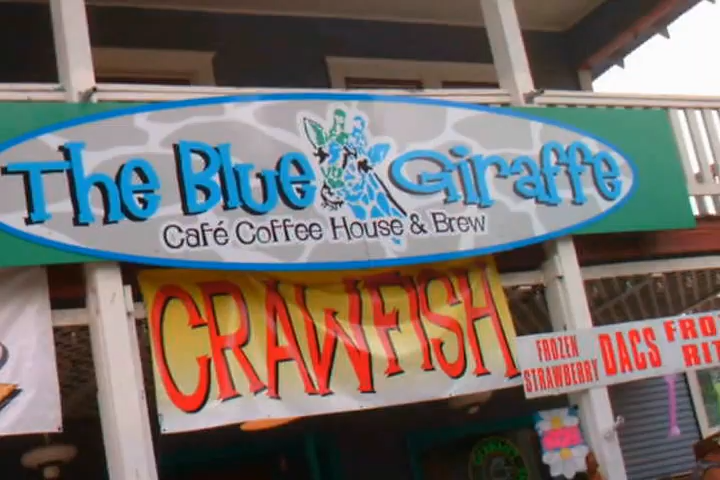 The Blue Giraffe
Café Coffee House & Brew
CRAWFISH
FROZEN
STRAWBERRY
DACS